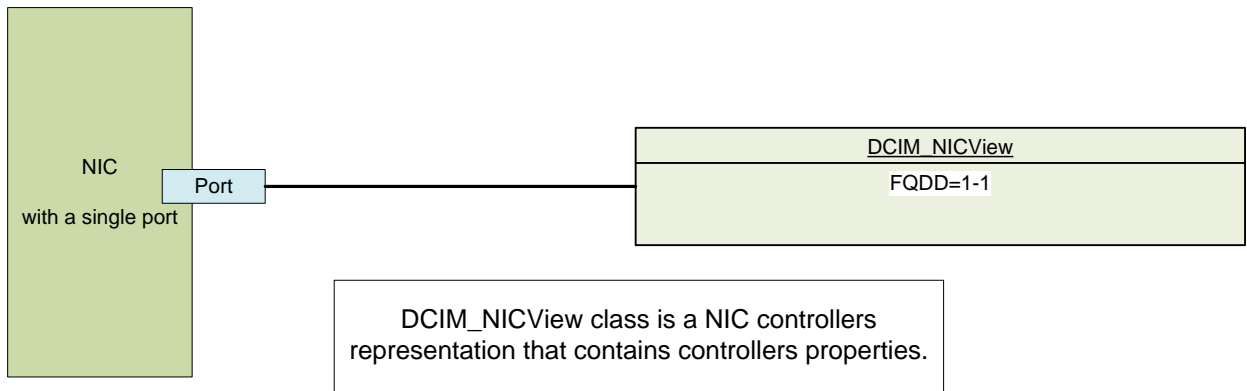 NIC
with a single port
Port
DCIM_NICView
FQDD=1-1
DCIM_NICView class is a NIC controllers
representation that contains controllers properties.